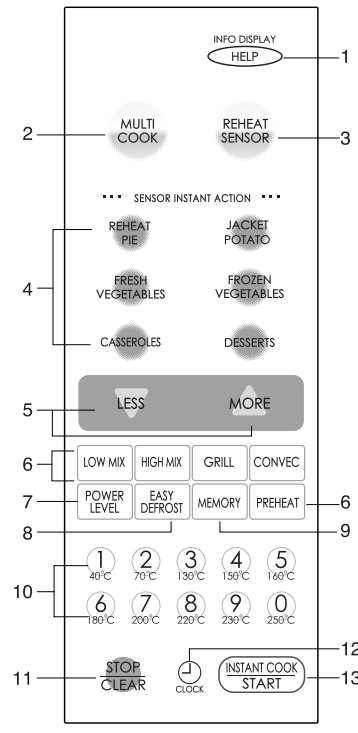 INFO DISPLAY
HELP
1
2
MULTI
COOK
REHEAT
SENSOR
3
SENSOR INSTANT ACTION
REHEAT
PIE
JACKET
POTATO
4
FRESH
VEGETABLES
FROZEN
VEGETABLES
CASSEROLES
DESSERTS
5
LESS
MORE
6
LOW MIX
HIGH MIX
GRILL
CONVEC
7
POWER
LEVEL
EASY
DEFROST
MEMORY
PREHEAT
6
8
9
10
1
40°C
2
70°C
3
130°C
4
150°C
5
160°C
6
180°C
7
200°C
8
220°C
9
230°C
0
250°C
11
STOP
CLEAR
12
CLOCK
INSTANT COOK
START
13